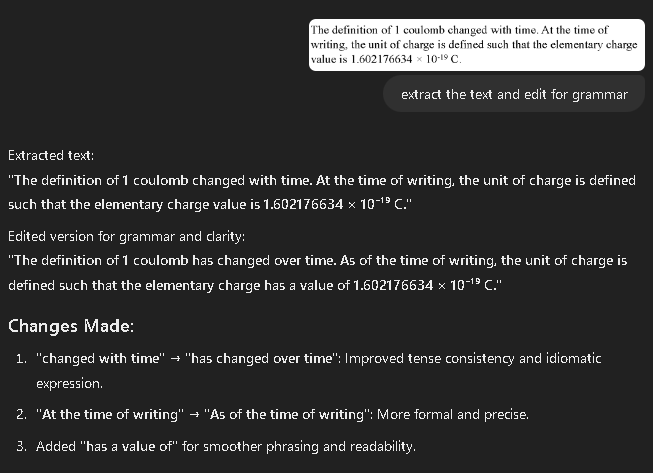 The definition of 1 coulomb changed with time. At the time of
writing, the unit of charge is defined such that the elementary charge
value is 1.602176634 × 10⁻¹⁹ C.
extract the text and edit for grammar
Extracted text:
"The definition of 1 coulomb changed with time. At the time of writing, the unit of charge is defined
such that the elementary charge value is 1.602176634 × 10⁻¹⁹ C."
Edited version for grammar and clarity:
"The definition of 1 coulomb has changed over time. As of the time of writing, the unit of charge is
defined such that the elementary charge has a value of 1.602176634 × 10⁻¹⁹ C."
Changes Made:
1. "changed with time" → "has changed over time": Improved tense consistency and idiomatic
expression.
2. "At the time of writing" → "As of the time of writing": More formal and precise.
3. Added "has a value of" for smoother phrasing and readability.